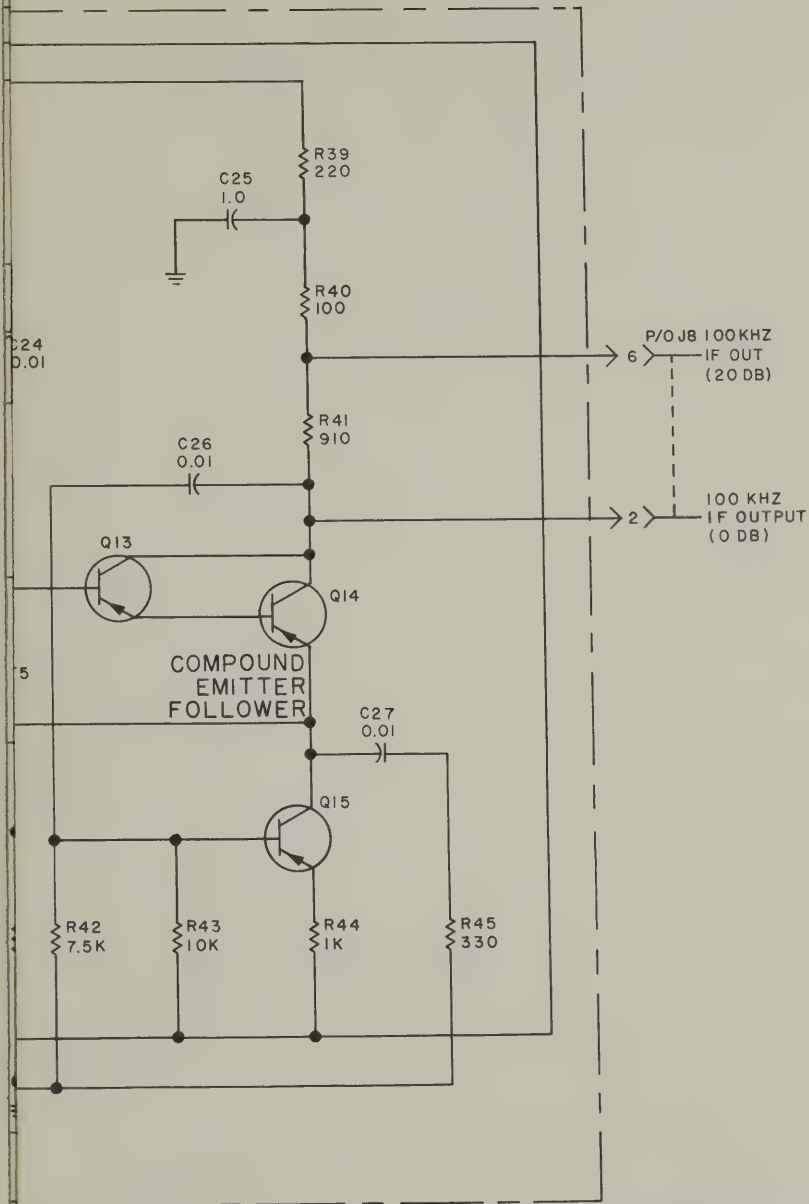 R39
220
C25
1.0
R40
100
C24
0.01
6
P/O J8 100KHZ
IF OUT
(20 DB)
R41
910
C26
0.01
2
100 KHZ
IF OUTPUT
(0 DB)
Q13
Q14
COMPOUND
EMITTER
FOLLOWER
C27
0.01
Q15
R42
7.5K
R43
10K
R44
1K
R45
330